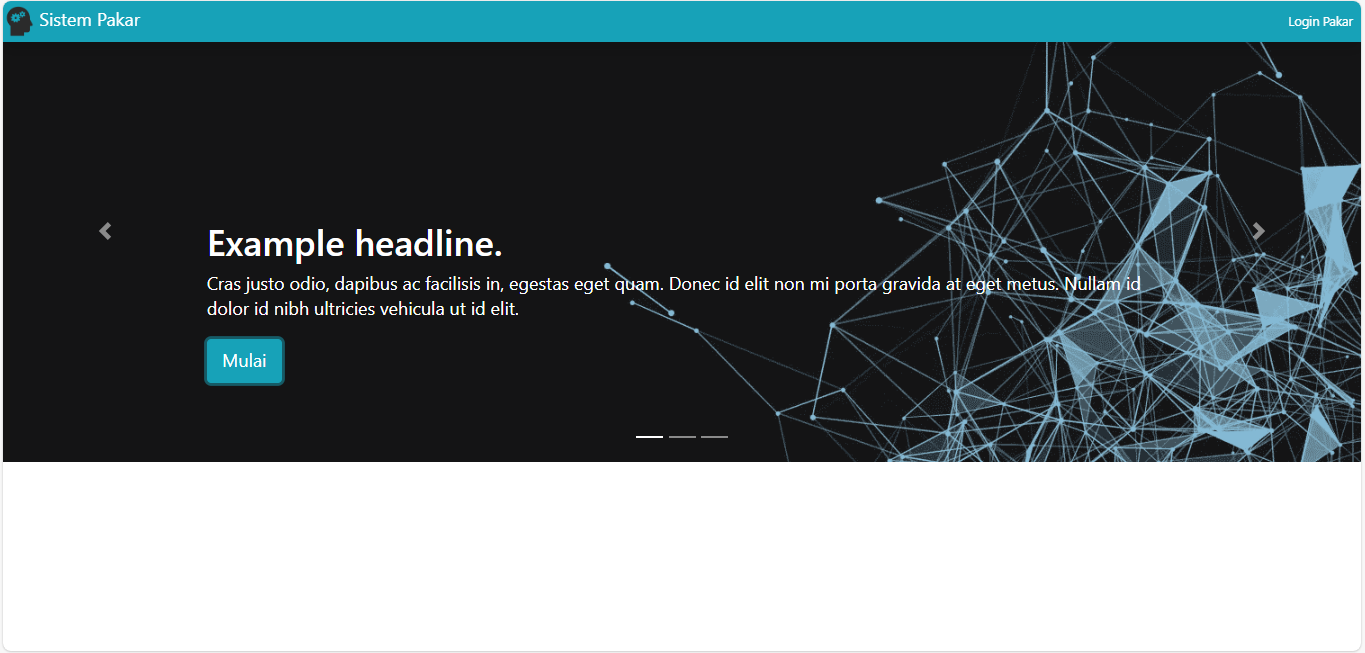 Sistem Pakar
Login Pakar
Example headline.
Cras justo odio, dapibus ac facilisis in, egestas eget quam. Donec id elit non mi porta gravida at eget metus. Nullam id
dolor id nibh ultricies vehicula ut id elit.
Mulai